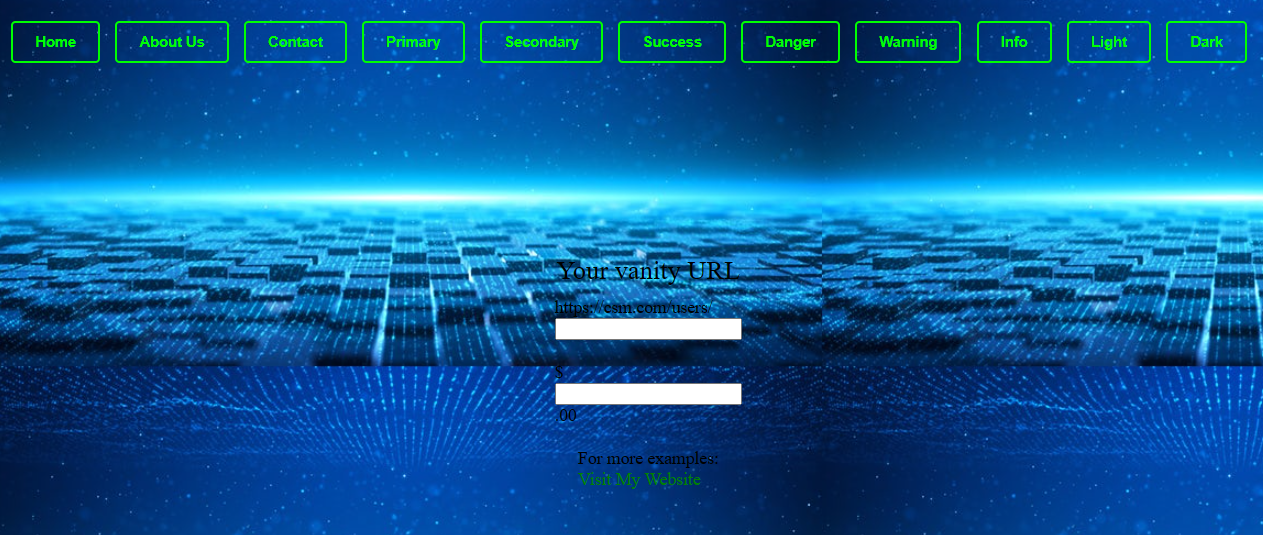 Home About Us Contact Primary Secondary Success Danger Warning Info Light Dark
Your vanity URL
https://esm.com/users/
$
.00
For more examples:
Visit My Website